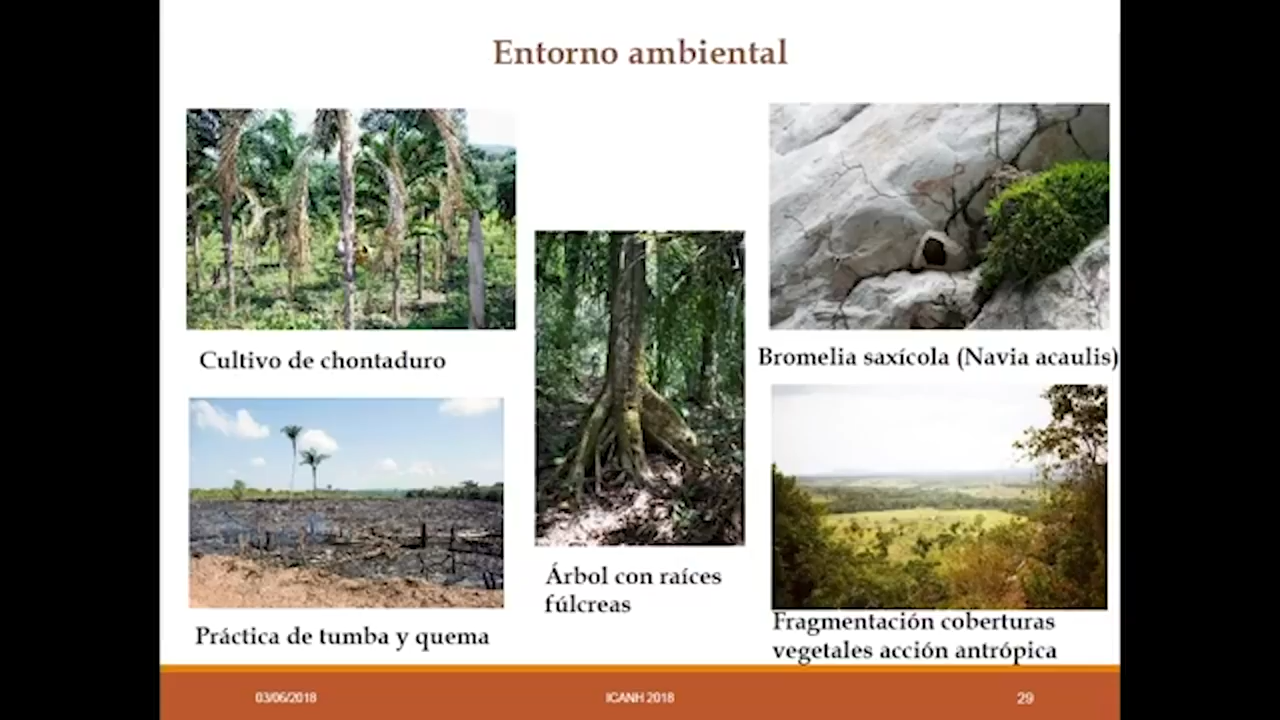 Entorno ambiental
Cultivo de chontaduro
Bromelia saxícola (Navia acaulis)
Árbol con raíces
fúlcreas
Práctica de tumba y quema
Fragmentación coberturas
vegetales acción antrópica
03/06/2018
ICANH 2018
29